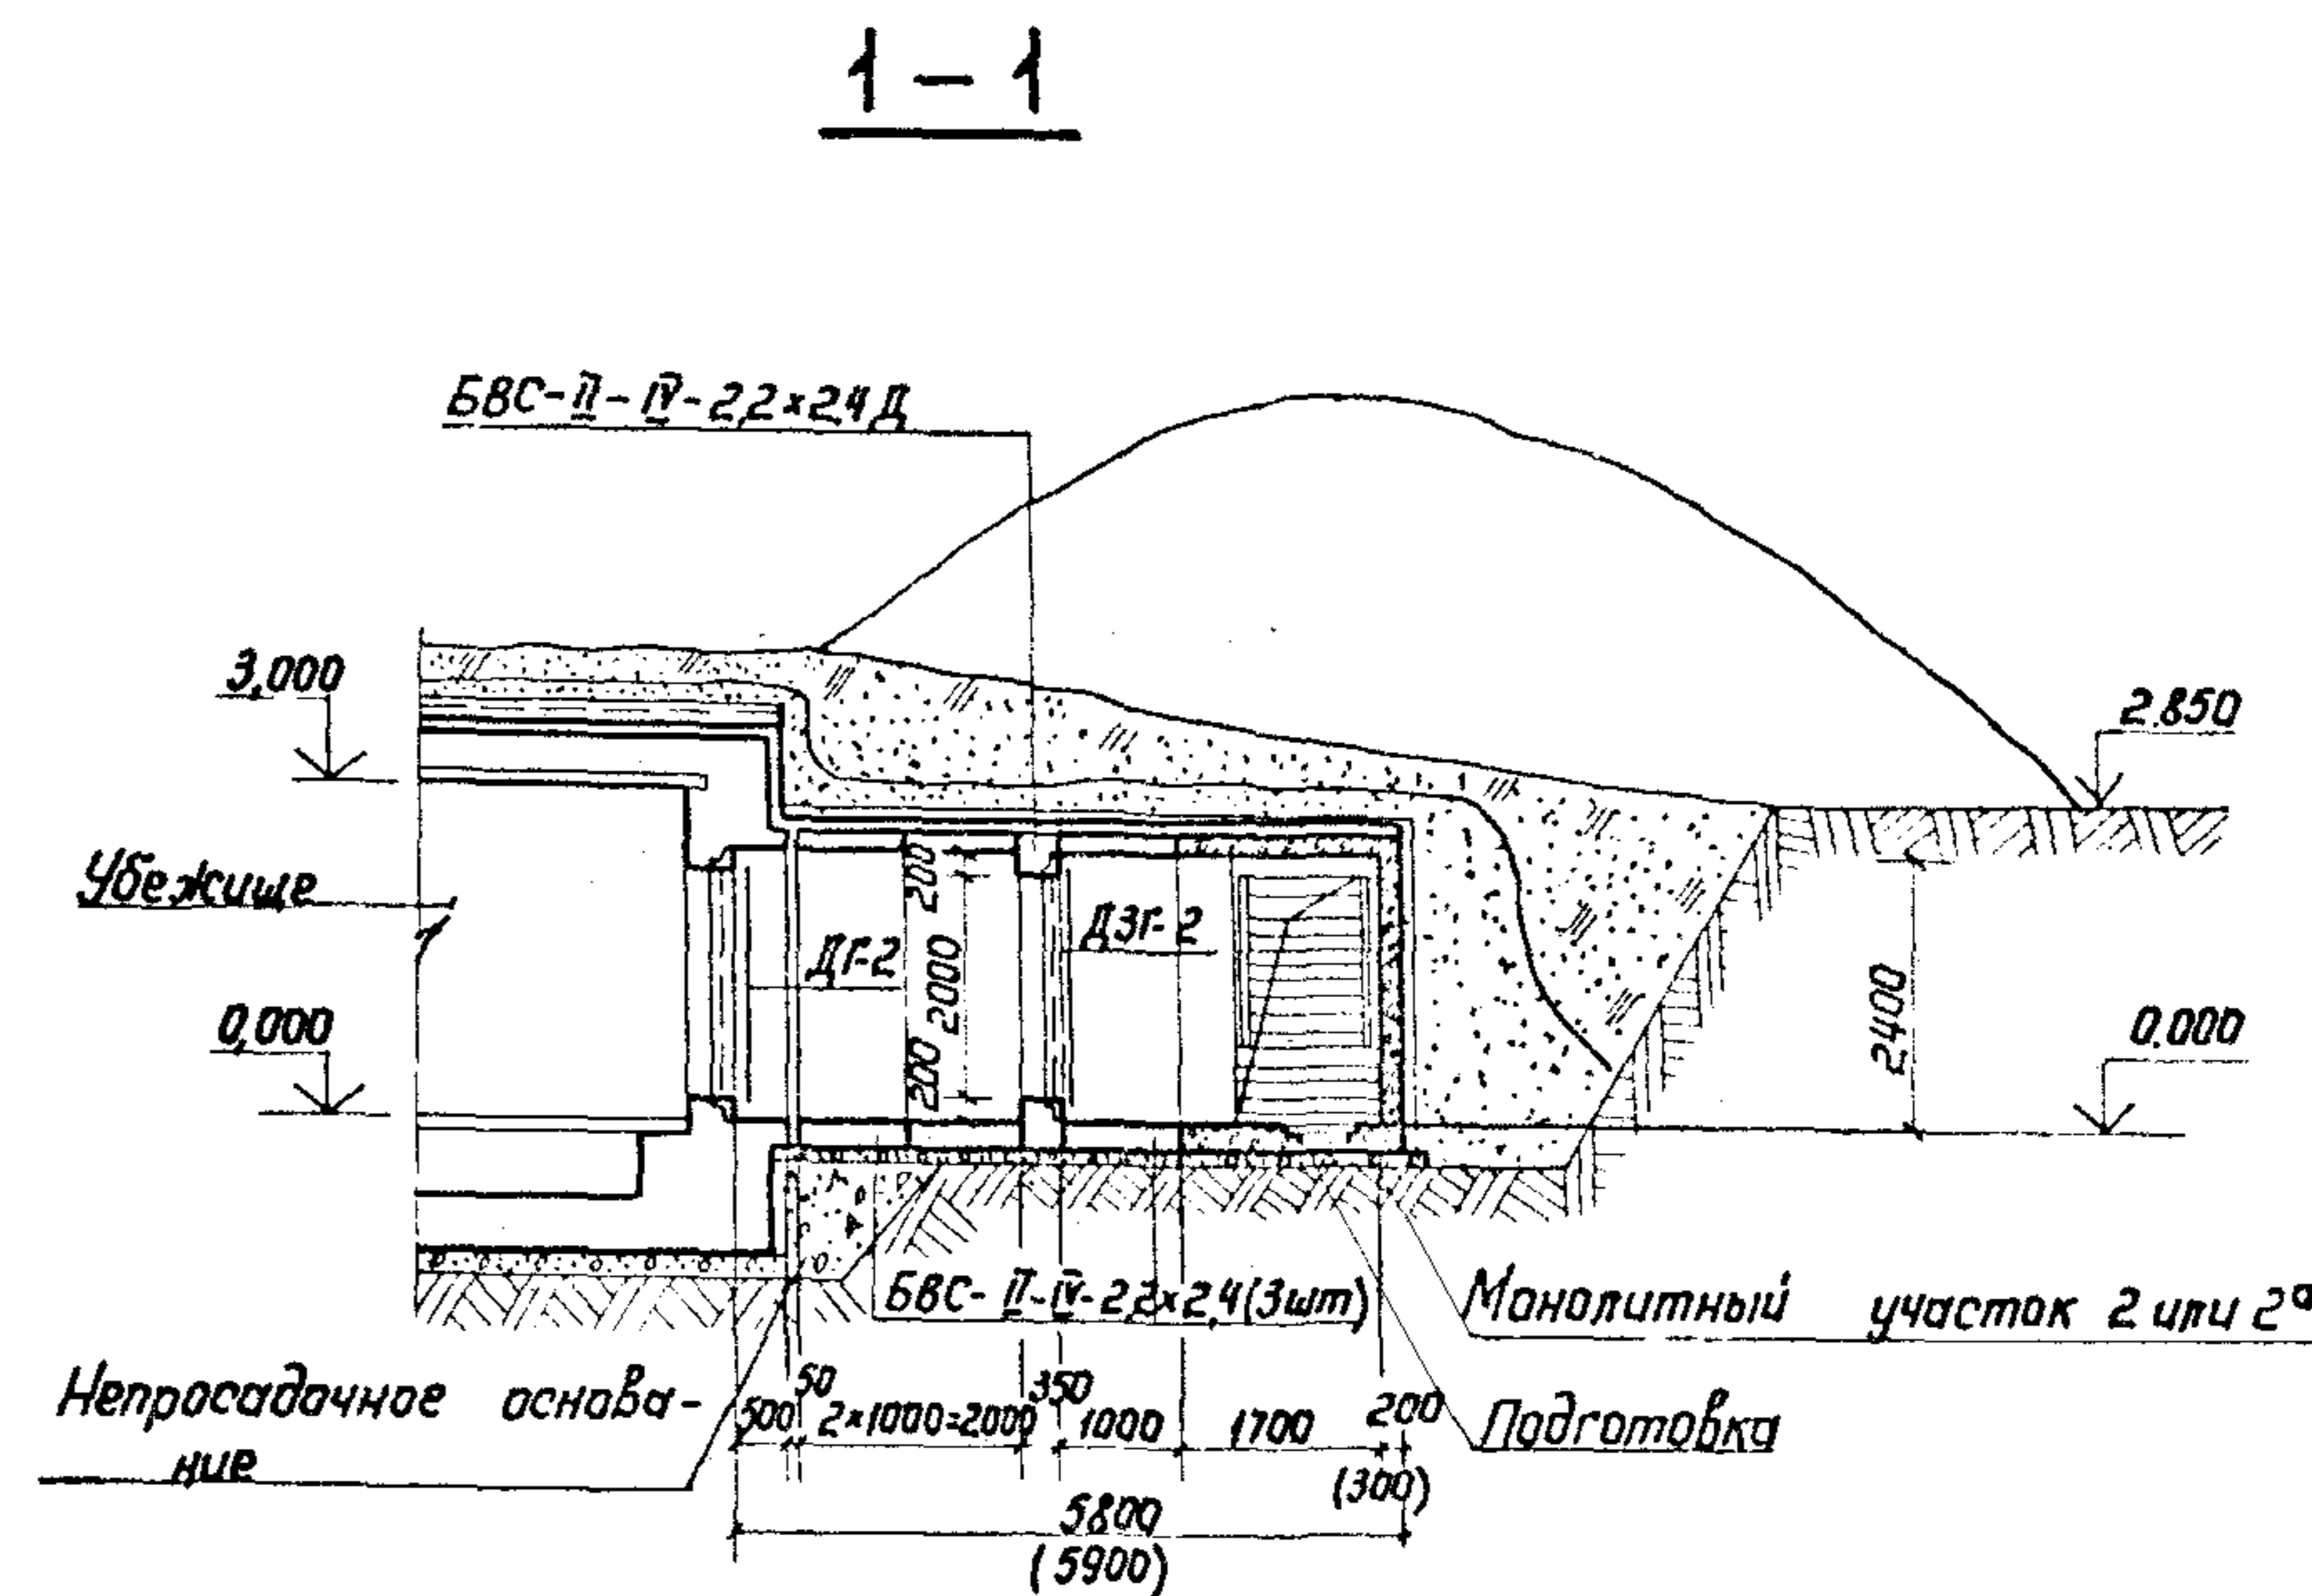 1 - 1
БВС-II-IV-2,2×2,4 Д
3,000
2.850
Убежище
ДГ-2
200
2000
200
ДЗГ-2
2400
0,000
0.000
БВС-II-IV-2,2×2,4(3шт)
Монолитный участок 2 или 2а
Непросадочное основа-
ние
500
50
2×1000=2000
350
1000
1700
200
(300)
Подготовка
5800
(5900)